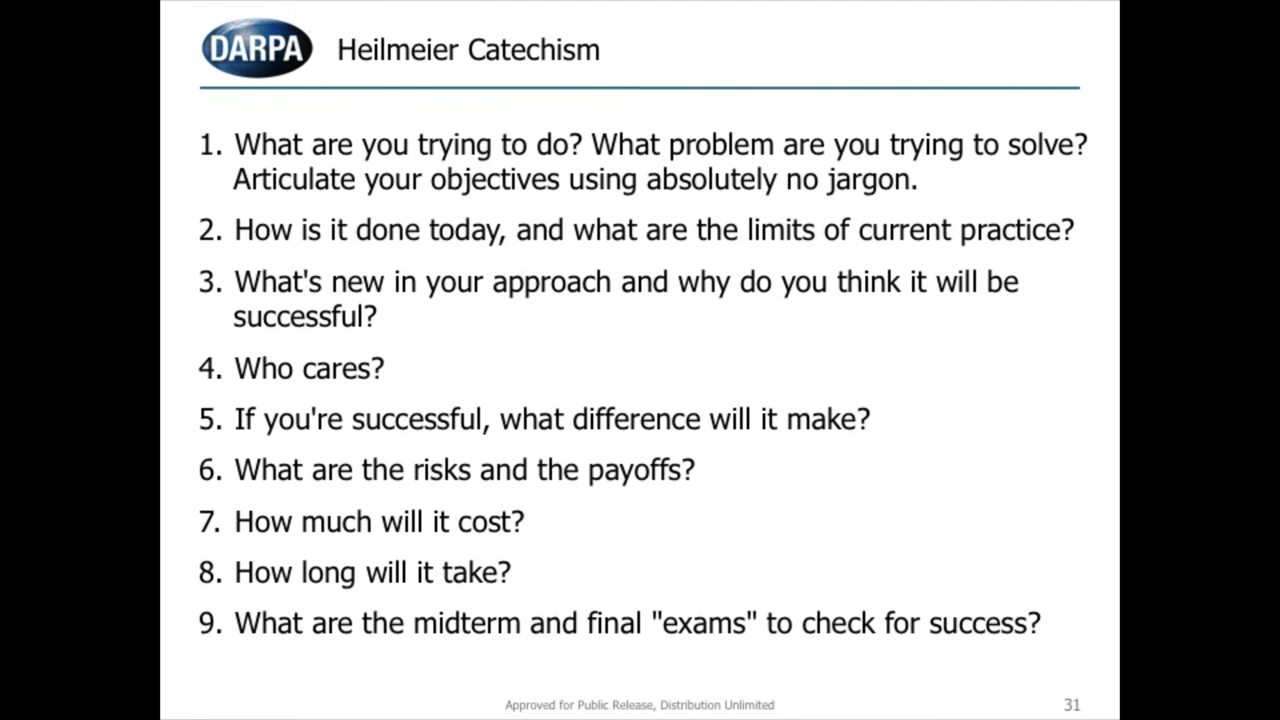 DARPA
Heilmeier Catechism
1. What are you trying to do? What problem are you trying to solve?
Articulate your objectives using absolutely no jargon.
2. How is it done today, and what are the limits of current practice?
3. What's new in your approach and why do you think it will be
successful?
4. Who cares?
5. If you're successful, what difference will it make?
6. What are the risks and the payoffs?
7. How much will it cost?
8. How long will it take?
9. What are the midterm and final "exams" to check for success?
Approved for Public Release, Distribution Unlimited
31